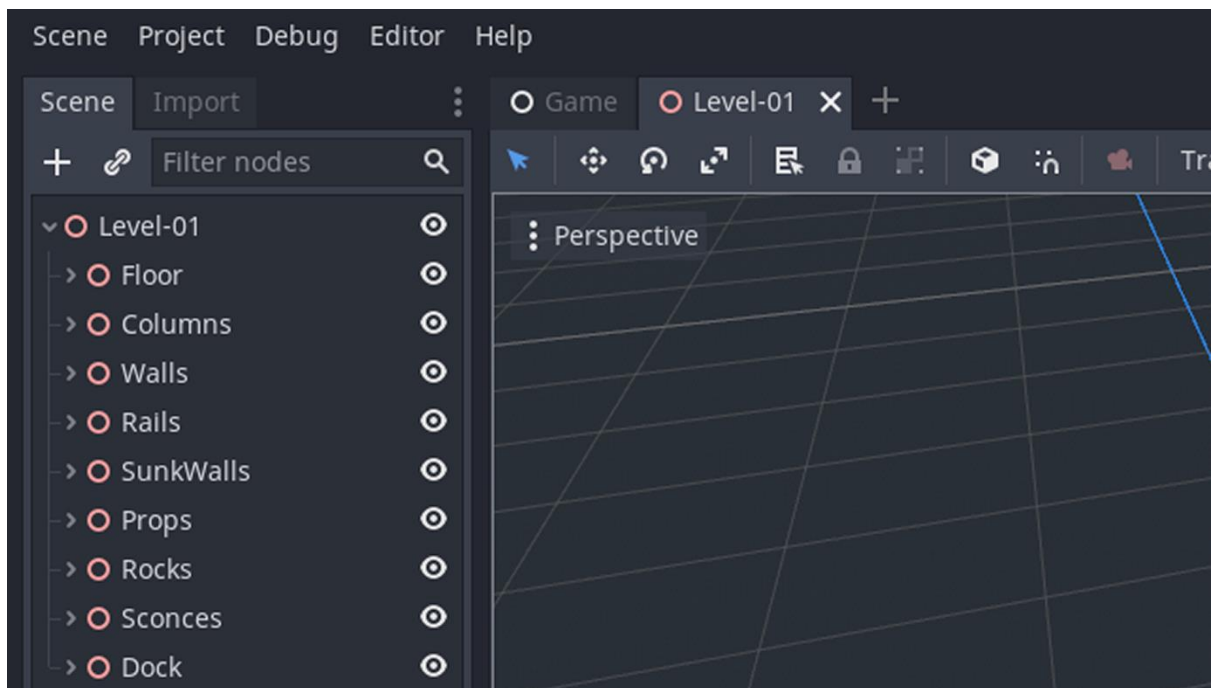 Scene Project Debug Editor Help
Scene Import
Game Level-01
Filter nodes
Level-01
Floor
Columns
Walls
Rails
SunkWalls
Props
Rocks
Sconces
Dock
Perspective